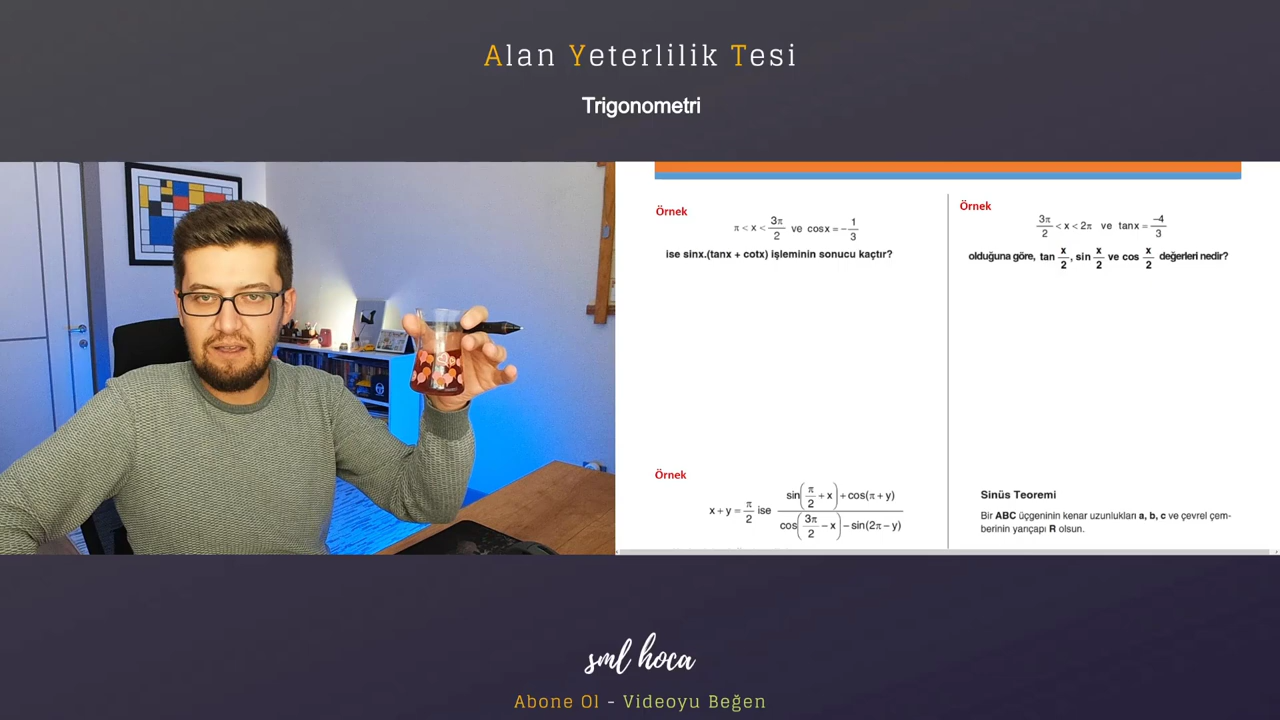 Alan Yeterlilik Tesi
Trigonometri
Örnek
π < x < 3π/2 ve cosx = -1/3
ise sinx.(tanx + cotx) işleminin sonucu kaçtır?
Örnek
x + y = π/2 ise (sin(π/2 + x) + cos(π + y)) / (cos(3π/2 - x) - sin(2π - y))
Örnek
3π/2 < x < 2π ve tanx = -4/3
olduğuna göre, tan x/2, sin x/2 ve cos x/2 değerleri nedir?
Sinüs Teoremi
Bir ABC üçgeninin kenar uzunlukları a, b, c ve çevrel çem-
berinin yarıçapı R olsun.
sml hoca
Abone Ol - Videoyu Beğen